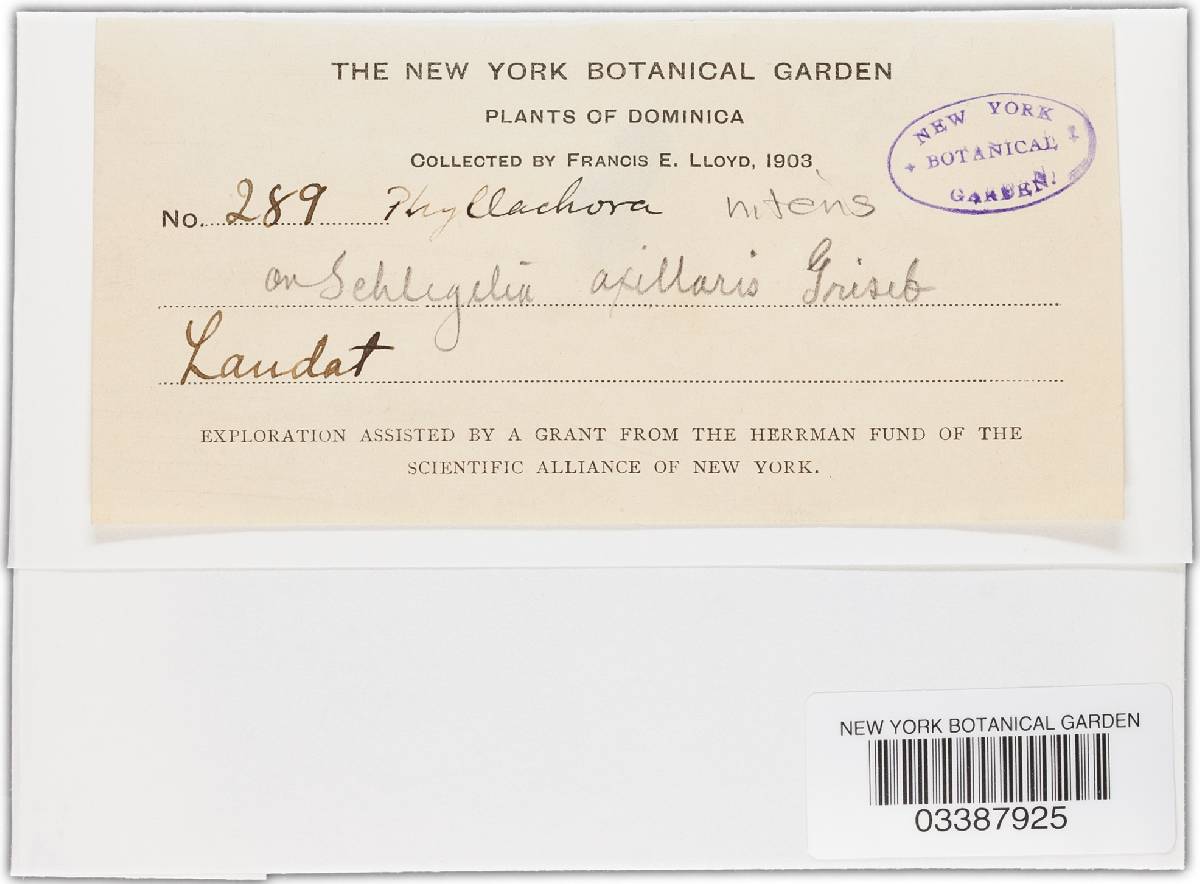 THE NEW YORK BOTANICAL GARDEN
PLANTS OF DOMINICA
COLLECTED BY FRANCIS E. LLOYD, 1903
NEW YORK
BOTANICAL
GARDEN.
No. 289 Phyllachora nitens
on Schlegelia axillaris Griseb
Laudat
EXPLORATION ASSISTED BY A GRANT FROM THE HERRMAN FUND OF THE
SCIENTIFIC ALLIANCE OF NEW YORK.
NEW YORK BOTANICAL GARDEN
03387925